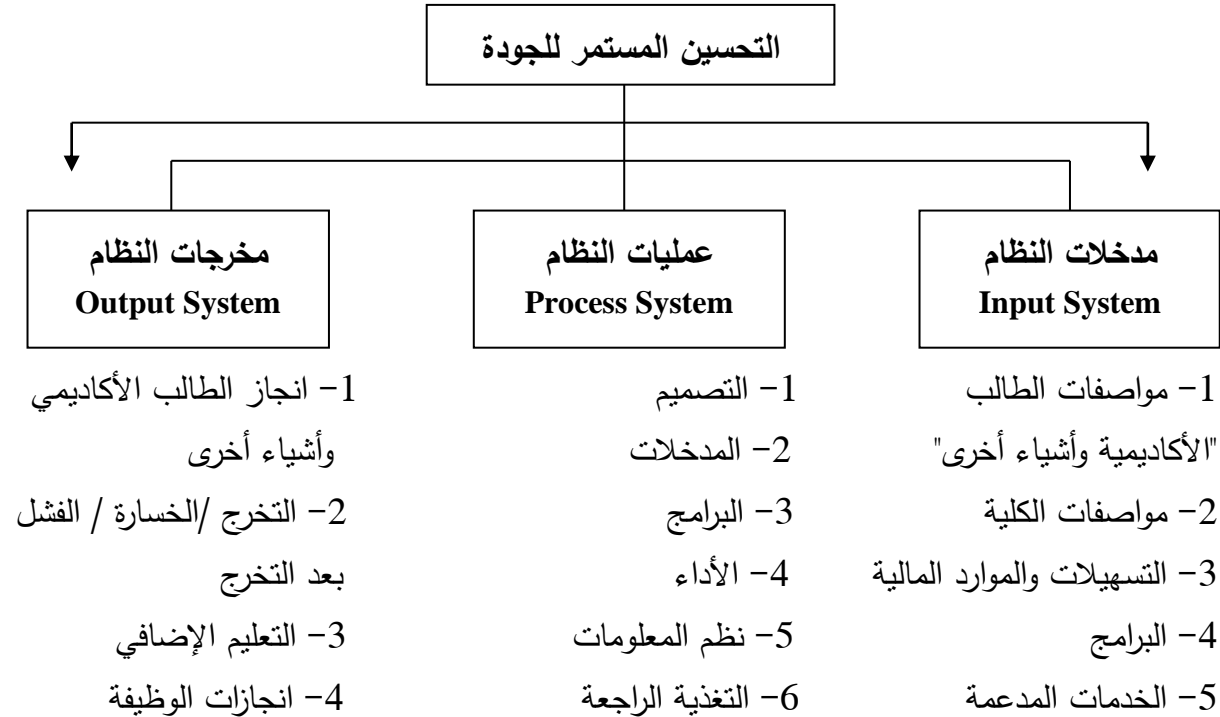 التحسين المستمر للجودة
مدخلات النظام
Input System
عمليات النظام
Process System
مخرجات النظام
Output System
1- مواصفات الطالب
"الأكاديمية وأشياء أخرى"
2- مواصفات الكلية
3- التسهيلات والموارد المالية
4- البرامج
5- الخدمات المدعمة
1- التصميم
2- المدخلات
3- البرامج
4- الأداء
5- نظم المعلومات
6- التغذية الراجعة
1- انجاز الطالب الأكاديمي
وأشياء أخرى
2- التخرج /الخسارة / الفشل
بعد التخرج
3- التعليم الإضافي
4- انجازات الوظيفة